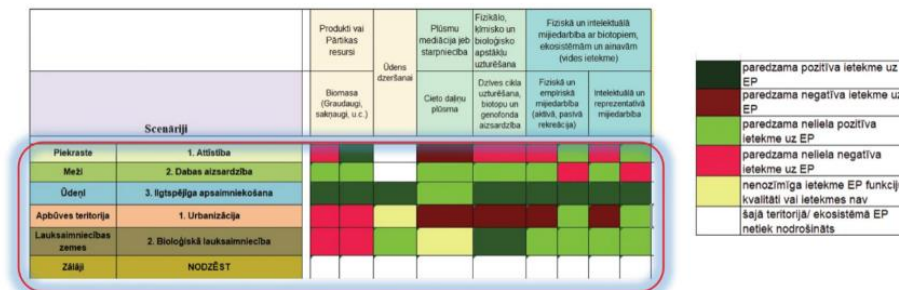 Produkti vai
Pārtikas
resursi
Ūdens
dzeršanai
Plūsmu
mediācija jeb
starpniecība
Fizikālo,
ķīmisko un
bioloģisko
apstākļu
uzturēšana
Fiziskā un intelektuālā
mijiedarbība ar biotopiem,
ekosistēmām un ainavām
(vides ietekme)
Scenāriji
Biomasa
(Graudaugi,
sakņaugi, u.c.)
Cieto daļiņu
plūsma
Dzīves cikla
uzturēšana,
biotopu un
genofonda
aizsardzība
Fiziskā un
empīriskā
mijiedarbība
(aktīvā, pasīvā
rekreācija)
Intelektuālā un
reprezentatīvā
mijiedarbība
Piekraste 1. Attīstība
Meži 2. Dabas aizsardzība
Ūdeņi 3. Ilgtspējīga apsaimniekošana
Apbūves teritorija 1. Urbanizācija
Lauksaimniecības
zemes 2. Bioloģiskā lauksaimniecība
Zālāji NODZĒST
paredzama pozitīva ietekme uz
EP
paredzama negatīva ietekme uz
EP
paredzama neliela pozitīva
ietekme uz EP
paredzama neliela negatīva
ietekme uz EP
nenozīmīga ietekme EP funkciju
kvalitāti vai ietekmes nav
šajā teritorijā/ ekosistēmā EP
netiek nodrošināts